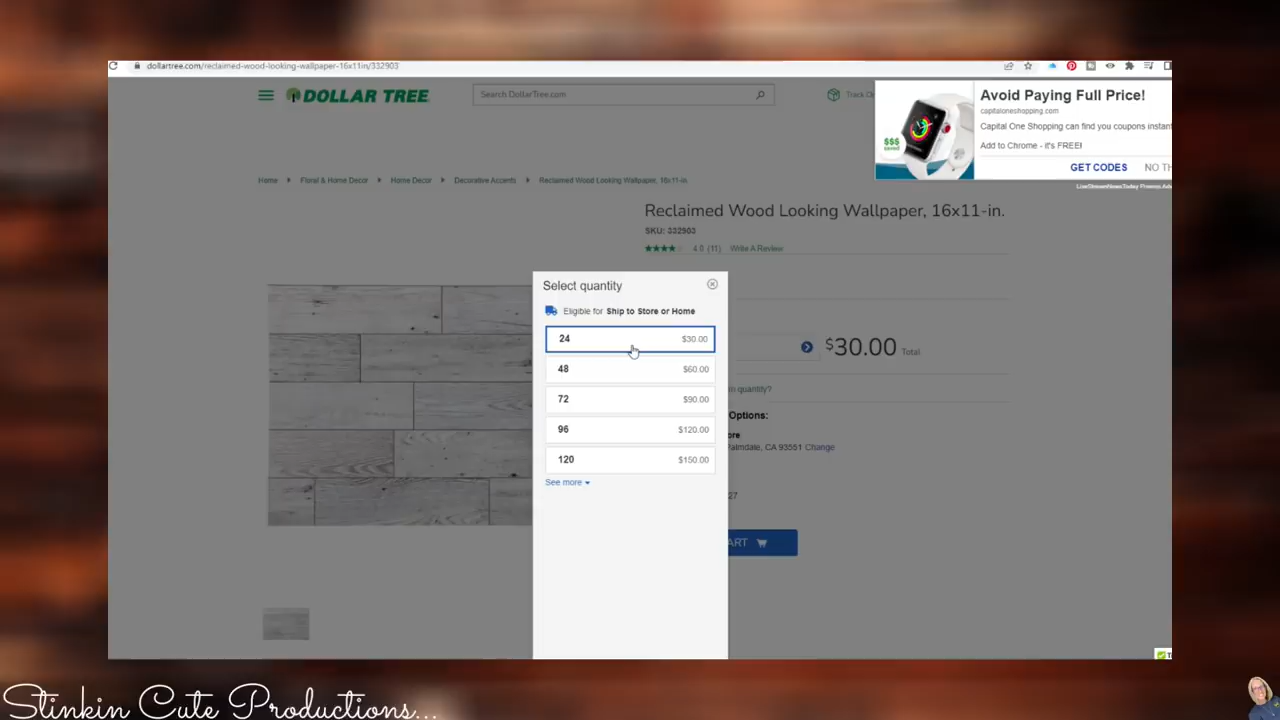 dollartree.com/reclaimed-wood-looking-wallpaper-16x11in/332903
DOLLAR TREE
Search DollarTree.com
Track
Avoid Paying Full Price!
capitaloneshopping.com
Capital One Shopping can find you coupons
Add to Chrome - it's FREE!
$$$
saved
GET CODES
NO
Home
Floral & Home Decor
Home Decor
Decorative Accents
Reclaimed Wood Looking Wallpaper, 16x11-in.
Reclaimed Wood Looking Wallpaper, 16x11-in.
SKU: 332903
4.0 (11) Write A Review
Select quantity
Eligible for Ship to Store or Home
24 $30.00
48 $60.00
72 $90.00
96 $120.00
120 $150.00
See more
$30.00 Total
quantity?
Options:
Palmdale, CA 93551 Change
27
Stinkin Cute Productions...